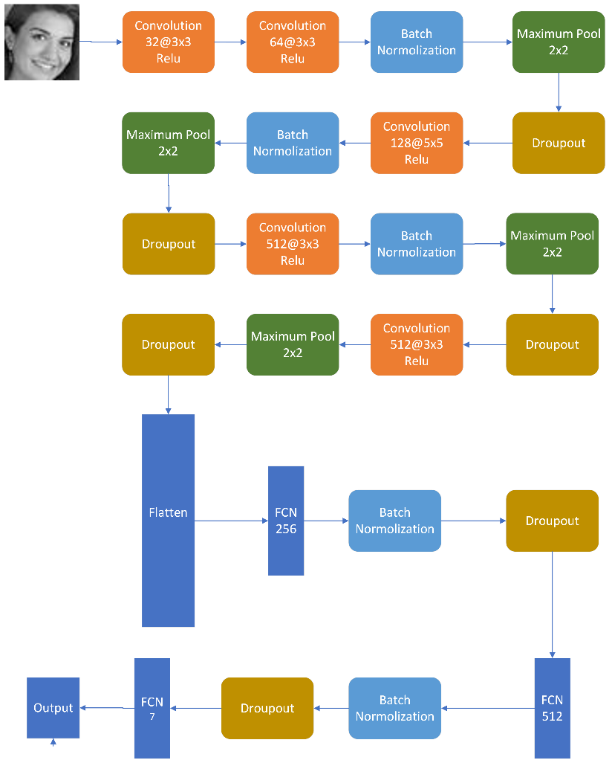 Convolution
32@3x3
Relu
Convolution
64@3x3
Relu
Batch
Normolization
Maximum Pool
2x2
Maximum Pool
2x2
Batch
Normolization
Convolution
128@5x5
Relu
Droupout
Droupout
Convolution
512@3x3
Relu
Batch
Normolization
Maximum Pool
2x2
Droupout
Maximum Pool
2x2
Convolution
512@3x3
Relu
Droupout
Flatten
FCN
256
Batch
Normolization
Droupout
Output
FCN
7
Droupout
Batch
Normolization
FCN
512